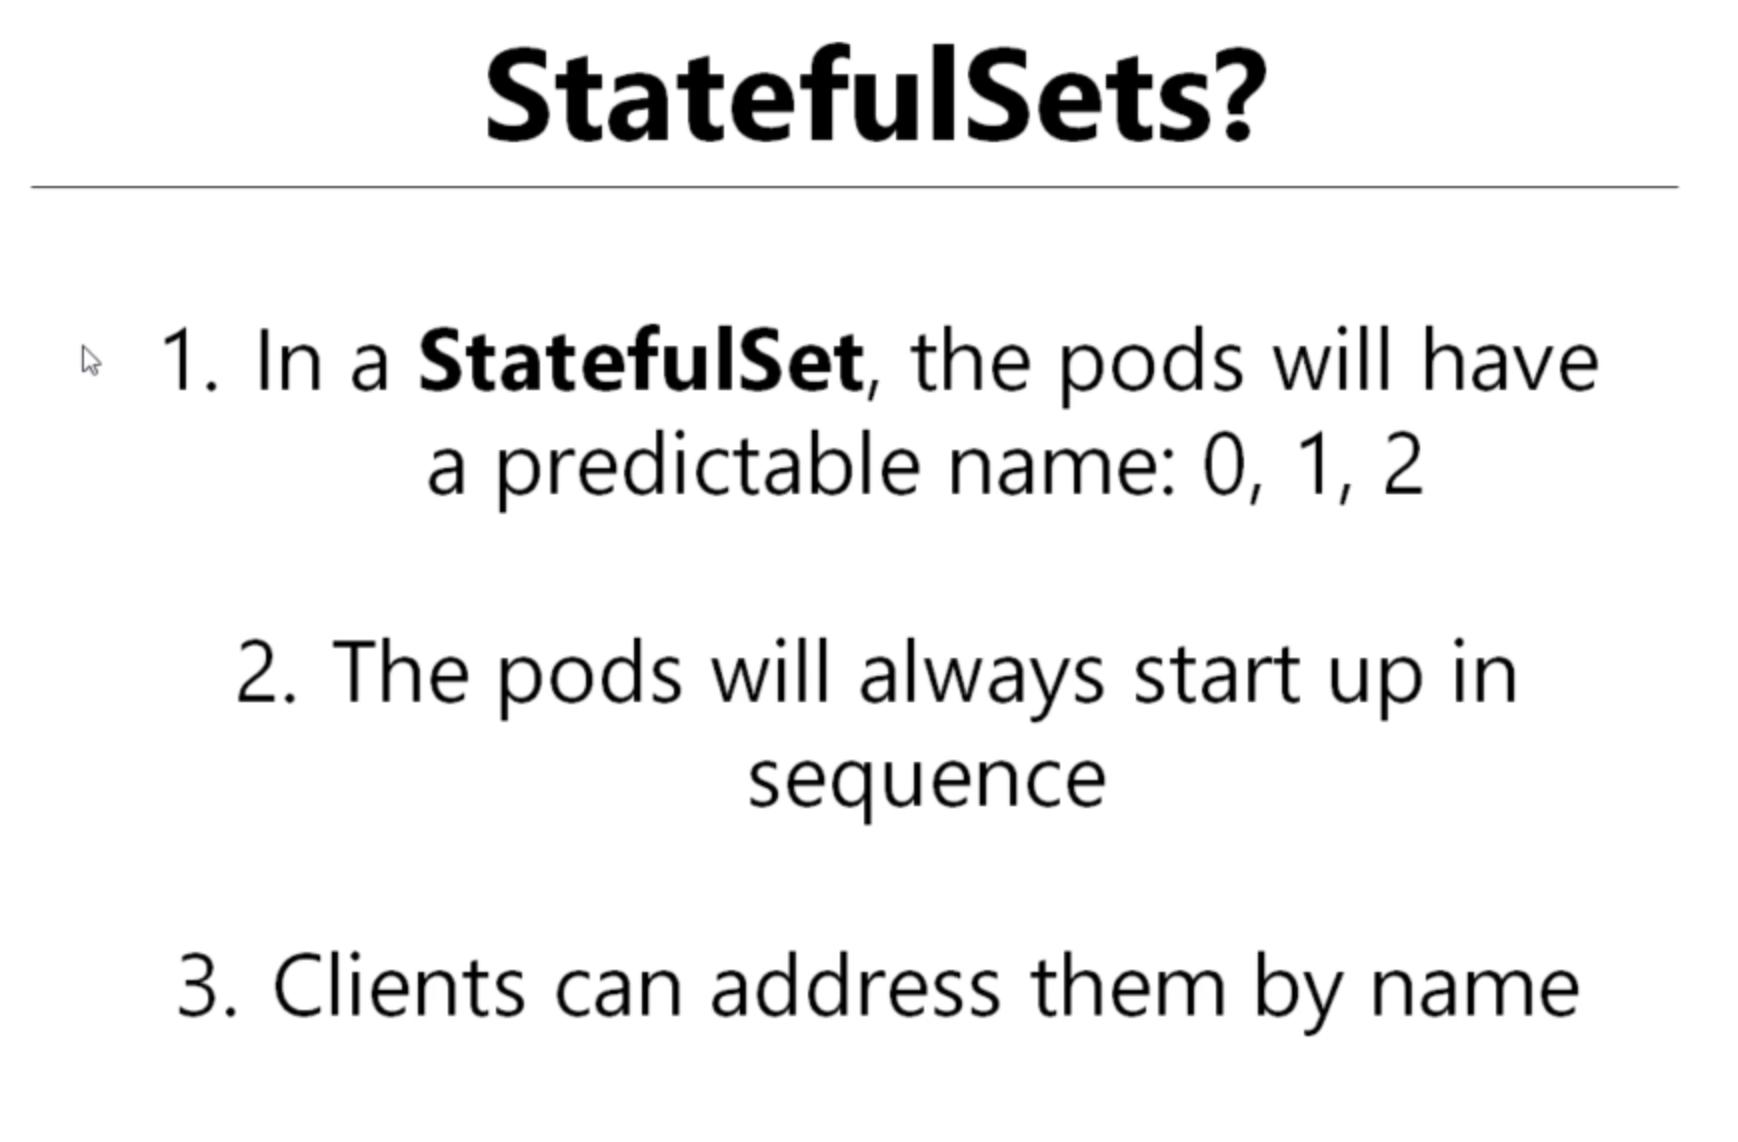 StatefulSets?
1. In a StatefulSet, the pods will have
a predictable name: 0, 1, 2
2. The pods will always start up in
sequence
3. Clients can address them by name